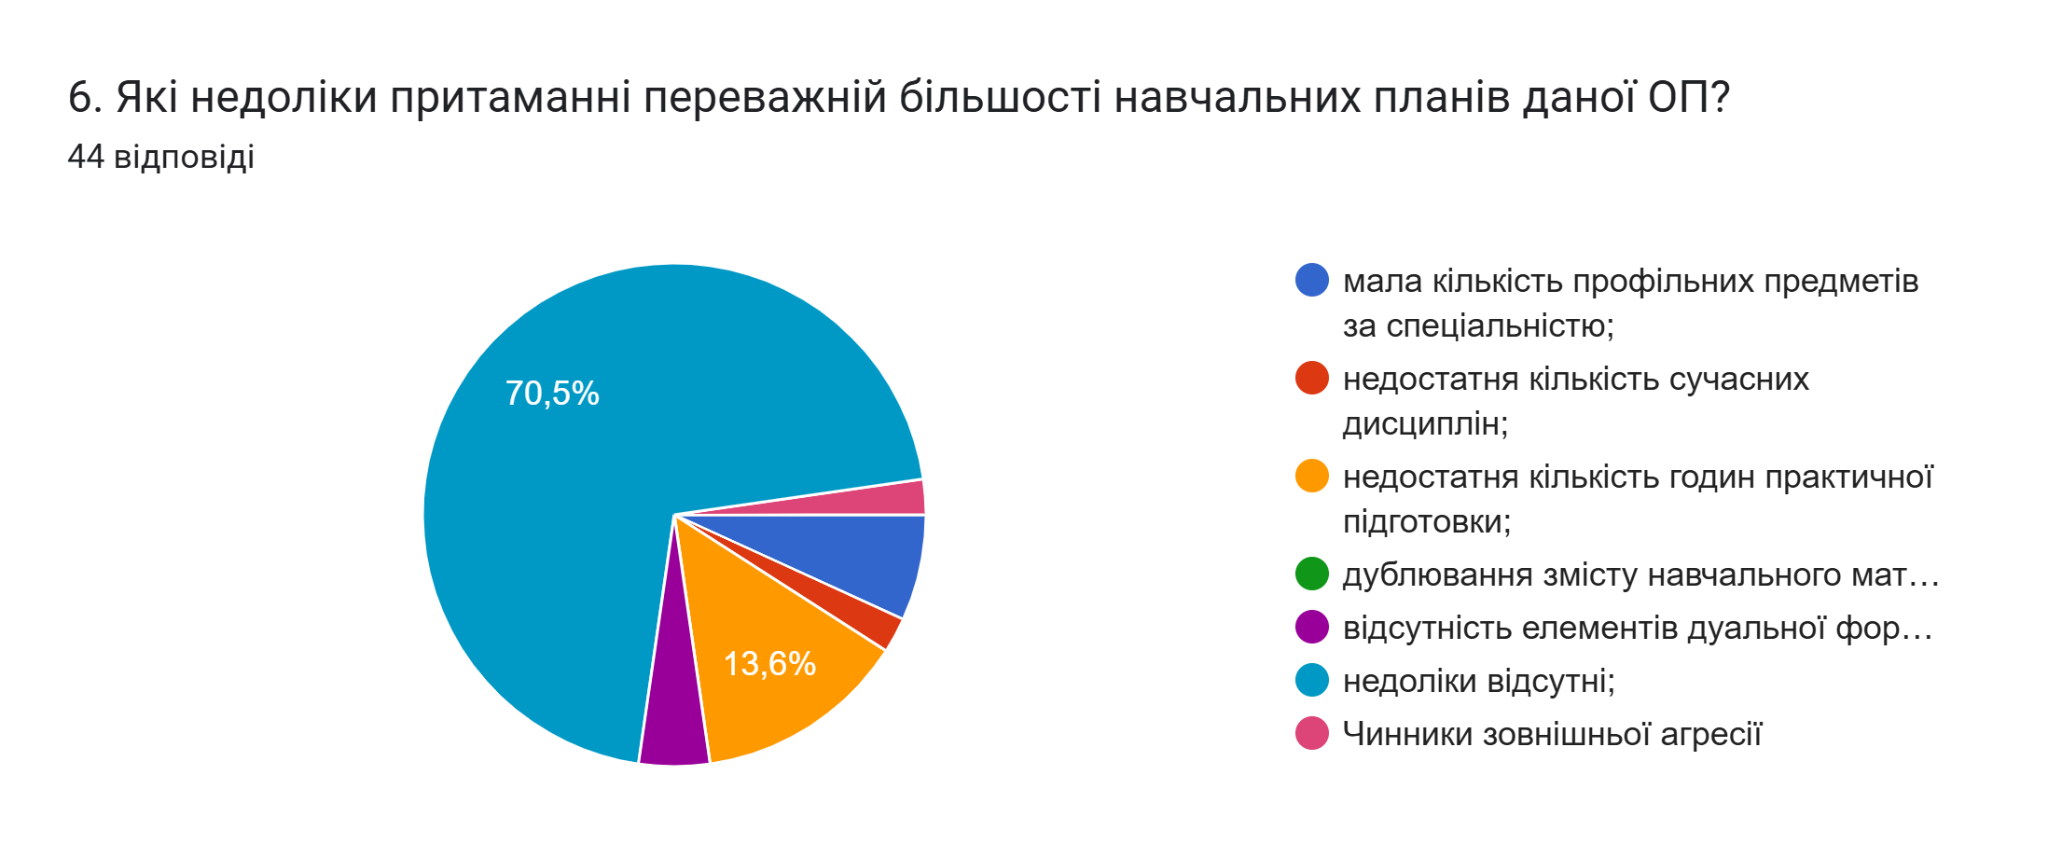 6. Які недоліки притаманні переважній більшості навчальних планів даної ОП?
44 відповіді
70,5%
13,6%
мала кількість профільних предметів
за спеціальністю;
недостатня кількість сучасних
дисциплін;
недостатня кількість годин практичної
підготовки;
дублювання змісту навчального мат…
відсутність елементів дуальної фор…
недоліки відсутні;
Чинники зовнішньої агресії